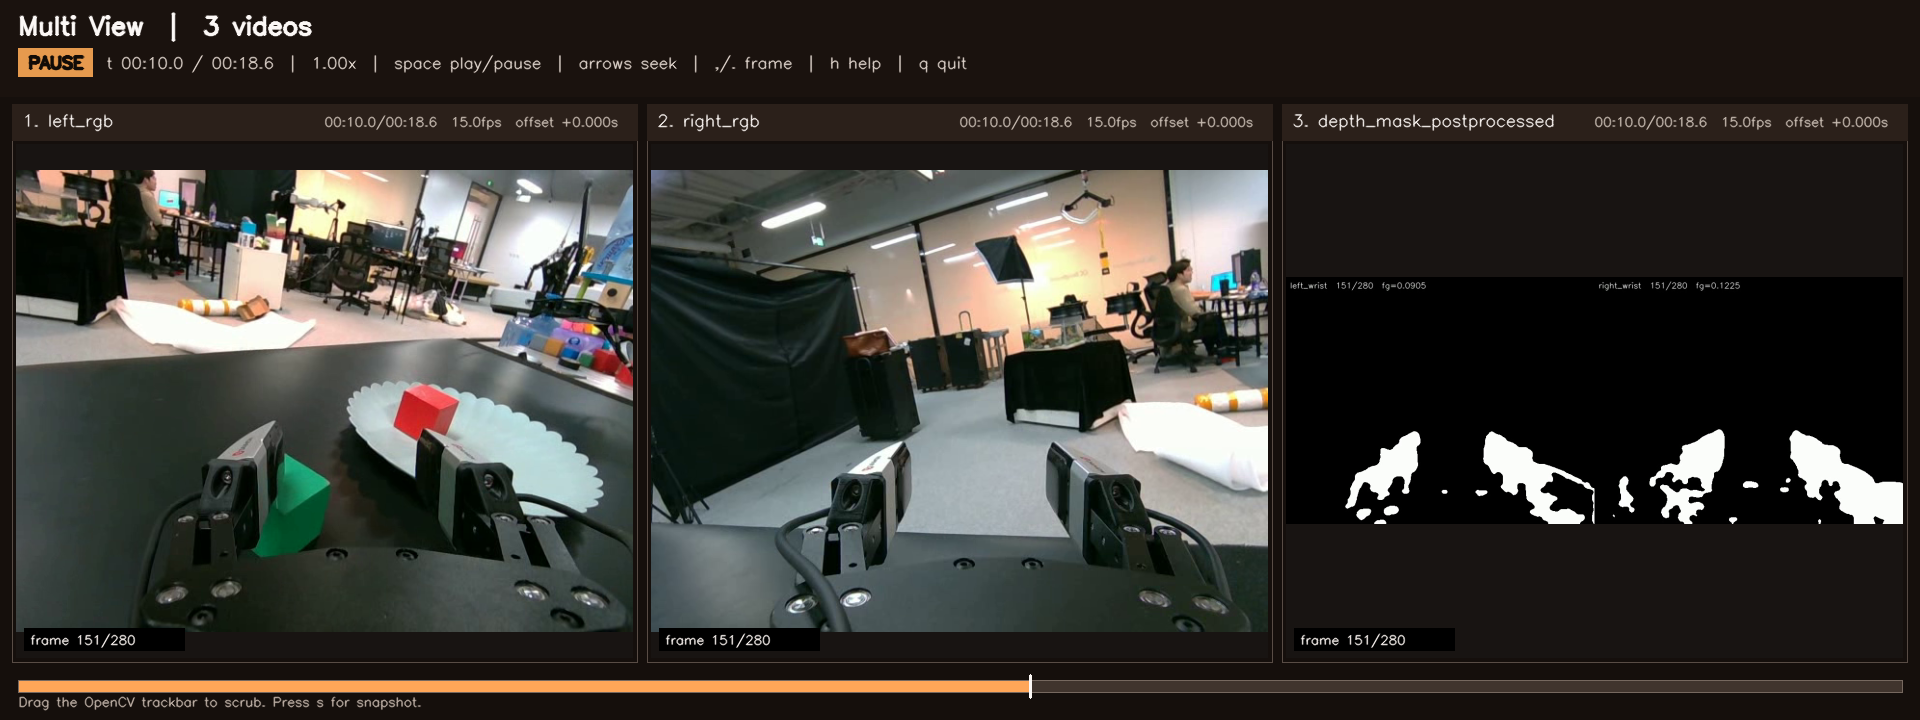 Multi View | 3 videos
PAUSE t 00:10.0 / 00:18.6 | 1.00x | space play/pause | arrows seek | ,/. frame | h help | q quit
1. left_rgb 00:10.0/00:18.6 15.0fps offset +0.000s
2. right_rgb 00:10.0/00:18.6 15.0fps offset +0.000s
3. depth_mask_postprocessed 00:10.0/00:18.6 15.0fps offset +0.000s
left_wrist 151/280 fg=0.0905
right_wrist 151/280 fg=0.1225
frame 151/280
frame 151/280
frame 151/280
Drag the OpenCV trackbar to scrub. Press s for snapshot.